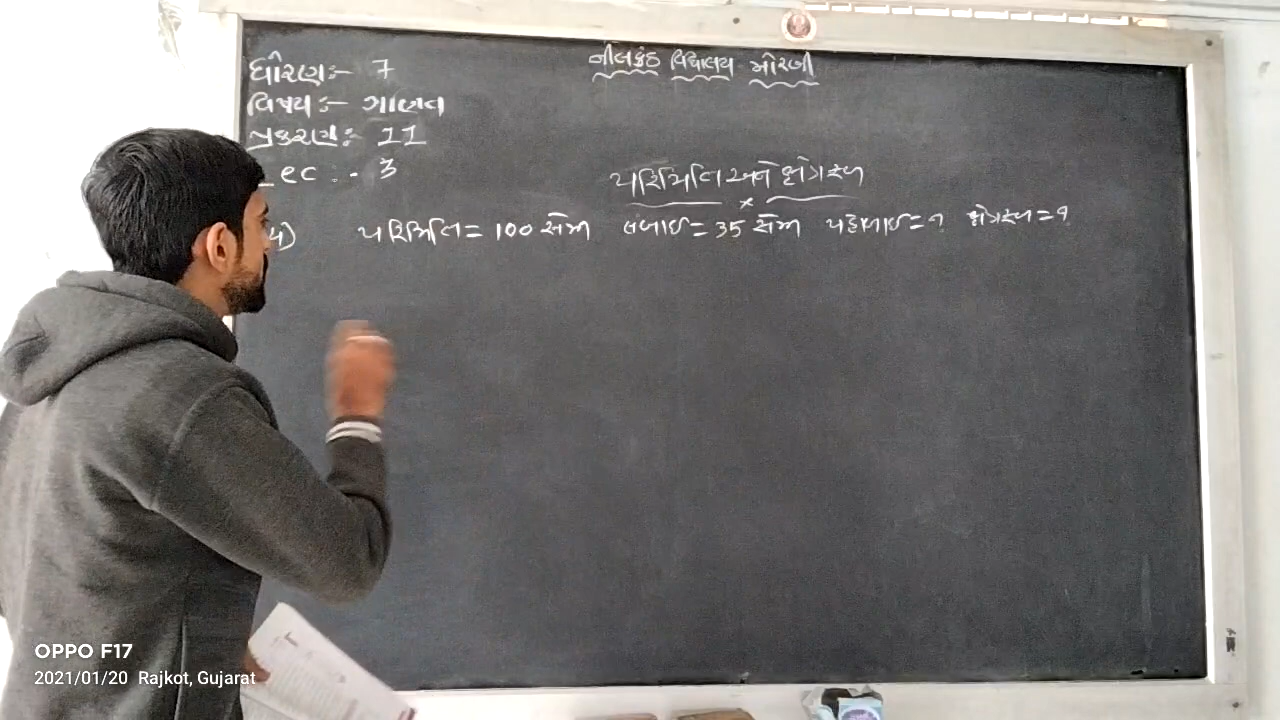 નીલકંઠ વિદ્યાલય મોરબી
ધોરણ:- 7
વિષય:- ગણિત
પ્રકરણ:- 11
Lec :- 3
પરિમિતિ અને ક્ષેત્રફળ
પરિમિતિ = 100 સેમી લંબાઈ = 35 સેમી પહોળાઈ = ? ક્ષેત્રફળ = ?
OPPO F17
2021/01/20 Rajkot, Gujarat